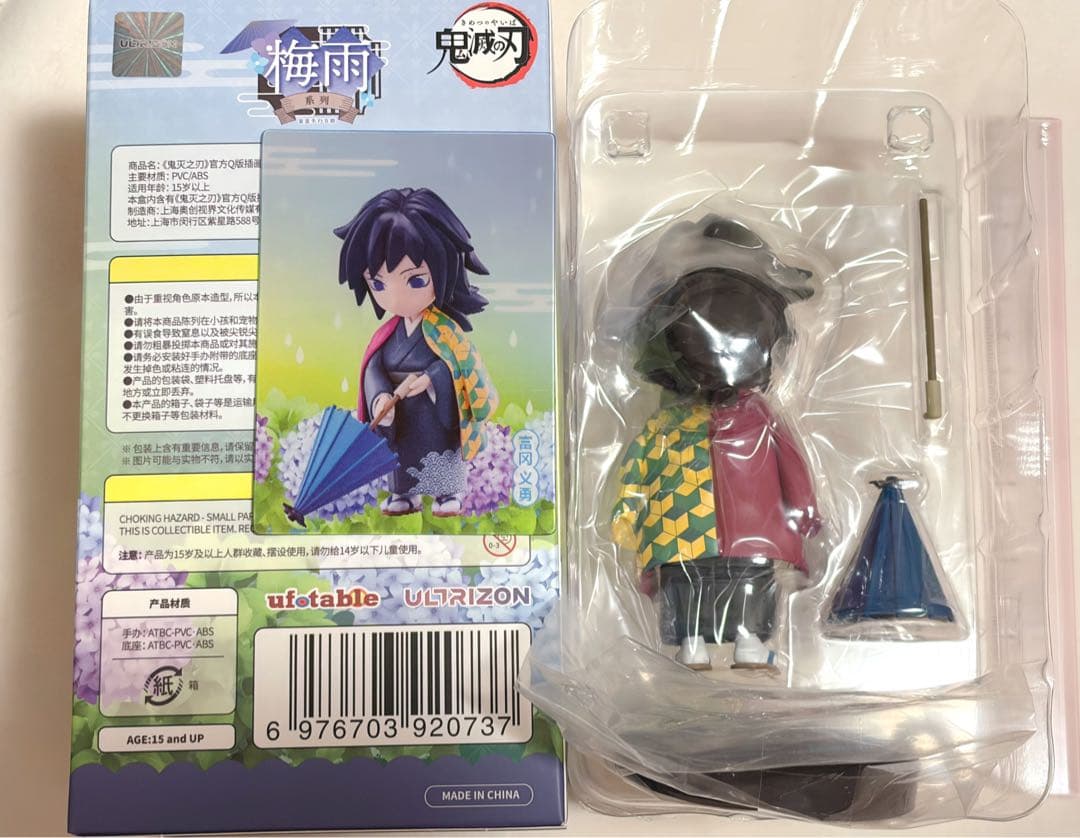 ULTRIZON
梅雨
系列
きめつのやいば
鬼滅の刃
商品名:《鬼灭之刃》官方Q版插画
主要材质: PVC/ABS
适用年龄: 15岁以上
本盒内含有《鬼灭之刃》官方Q版
制造商:上海奥创视界文化传媒有
地址:上海市闵行区紫星路588号
●由于重视角色原本造型,所以本
害。
●请将本商品陈列在小孩和宠物
●有误食导致窒息以及被尖锐尖
●请勿粗暴投掷本商品或对其施
●请务必安装好手办附带的底座
发生掉色或粘连的情况。
●产品的包装袋、塑料托盘等,有
地方或立即丢弃。
●本产品的箱子、袋子等是运输
不更换箱子等包装材料。
※包装上含有重要信息,请保留
※图片可能与实物不符,请以实
富冈义勇
CHOKING HAZARD - SMALL PAR
THIS IS COLLECTIBLE ITEM. RE
0-3
注意: 产品为15岁及以上人群收藏、摆设使用,请勿给14岁以下儿童使用。
产品材质
手办: ATBC-PVC·ABS
底座: ATBC-PVC·ABS
紙 箱
AGE:15 and UP
ufotable ULTRIZON
6 976703 920737
MADE IN CHINA